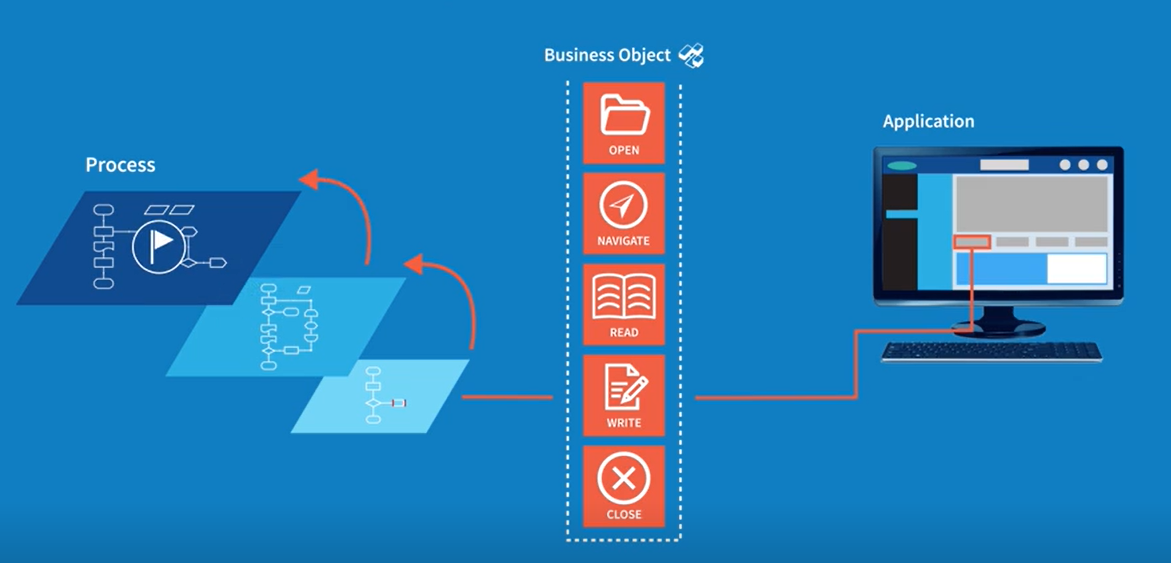 Business Object
Process
Application
OPEN
NAVIGATE
READ
WRITE
CLOSE